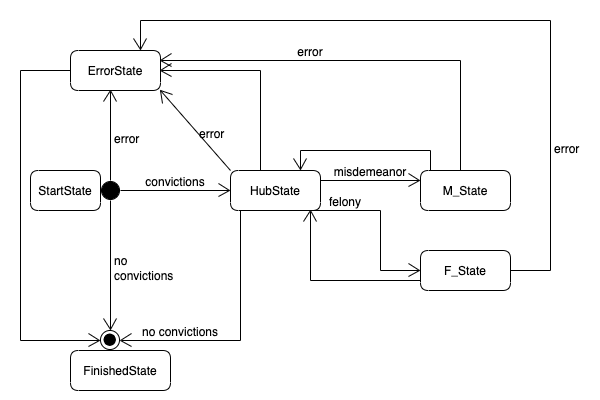 error
ErrorState
error
error
error
StartState
convictions
HubState
misdemeanor
M_State
felony
no
convictions
F_State
no convictions
FinishedState